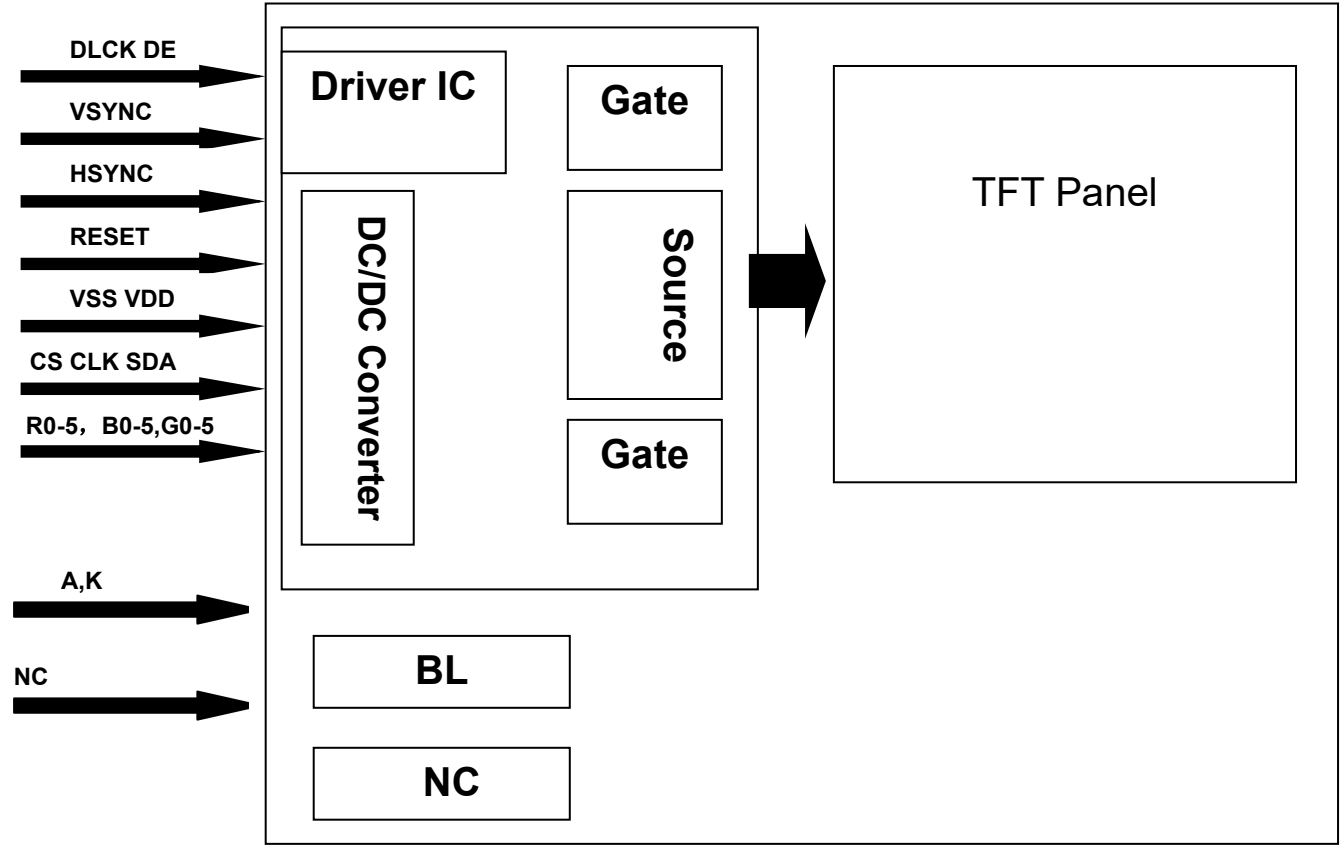 DLCK DE
VSYNC
HSYNC
RESET
VSS VDD
CS CLK SDA
R0-5，B0-5,G0-5
A,K
NC
Driver IC
DC/DC Converter
Gate
Source
Gate
BL
NC
TFT Panel